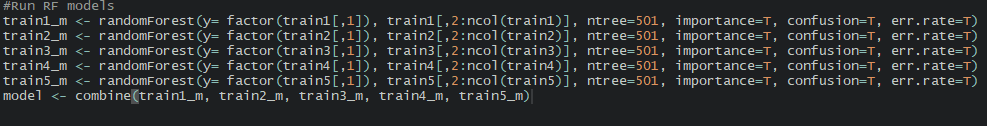 #Run RF models
train1_m <- randomForest(y= factor(train1[,1]), train1[,2:ncol(train1)], ntree=501, importance=T, confusion=T, err.rate=T)
train2_m <- randomForest(y= factor(train2[,1]), train2[,2:ncol(train2)], ntree=501, importance=T, confusion=T, err.rate=T)
train3_m <- randomForest(y= factor(train3[,1]), train3[,2:ncol(train3)], ntree=501, importance=T, confusion=T, err.rate=T)
train4_m <- randomForest(y= factor(train4[,1]), train4[,2:ncol(train4)], ntree=501, importance=T, confusion=T, err.rate=T)
train5_m <- randomForest(y= factor(train5[,1]), train5[,2:ncol(train5)], ntree=501, importance=T, confusion=T, err.rate=T)
model <- combine(train1_m, train2_m, train3_m, train4_m, train5_m)